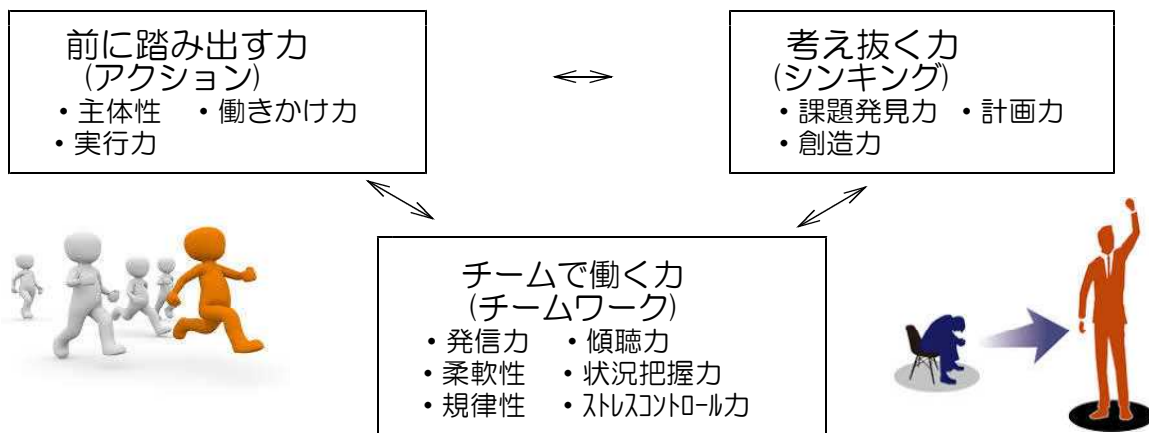 前に踏み出す力
(アクション)
・主体性 ・働きかけ力
・実行力
考え抜く力
(シンキング)
・課題発見力 ・計画力
・創造力
チームで働く力
(チームワーク)
・発信力 ・傾聴力
・柔軟性 ・状況把握力
・規律性 ・ｽﾄﾚｽｺﾝﾄﾛｰﾙ力